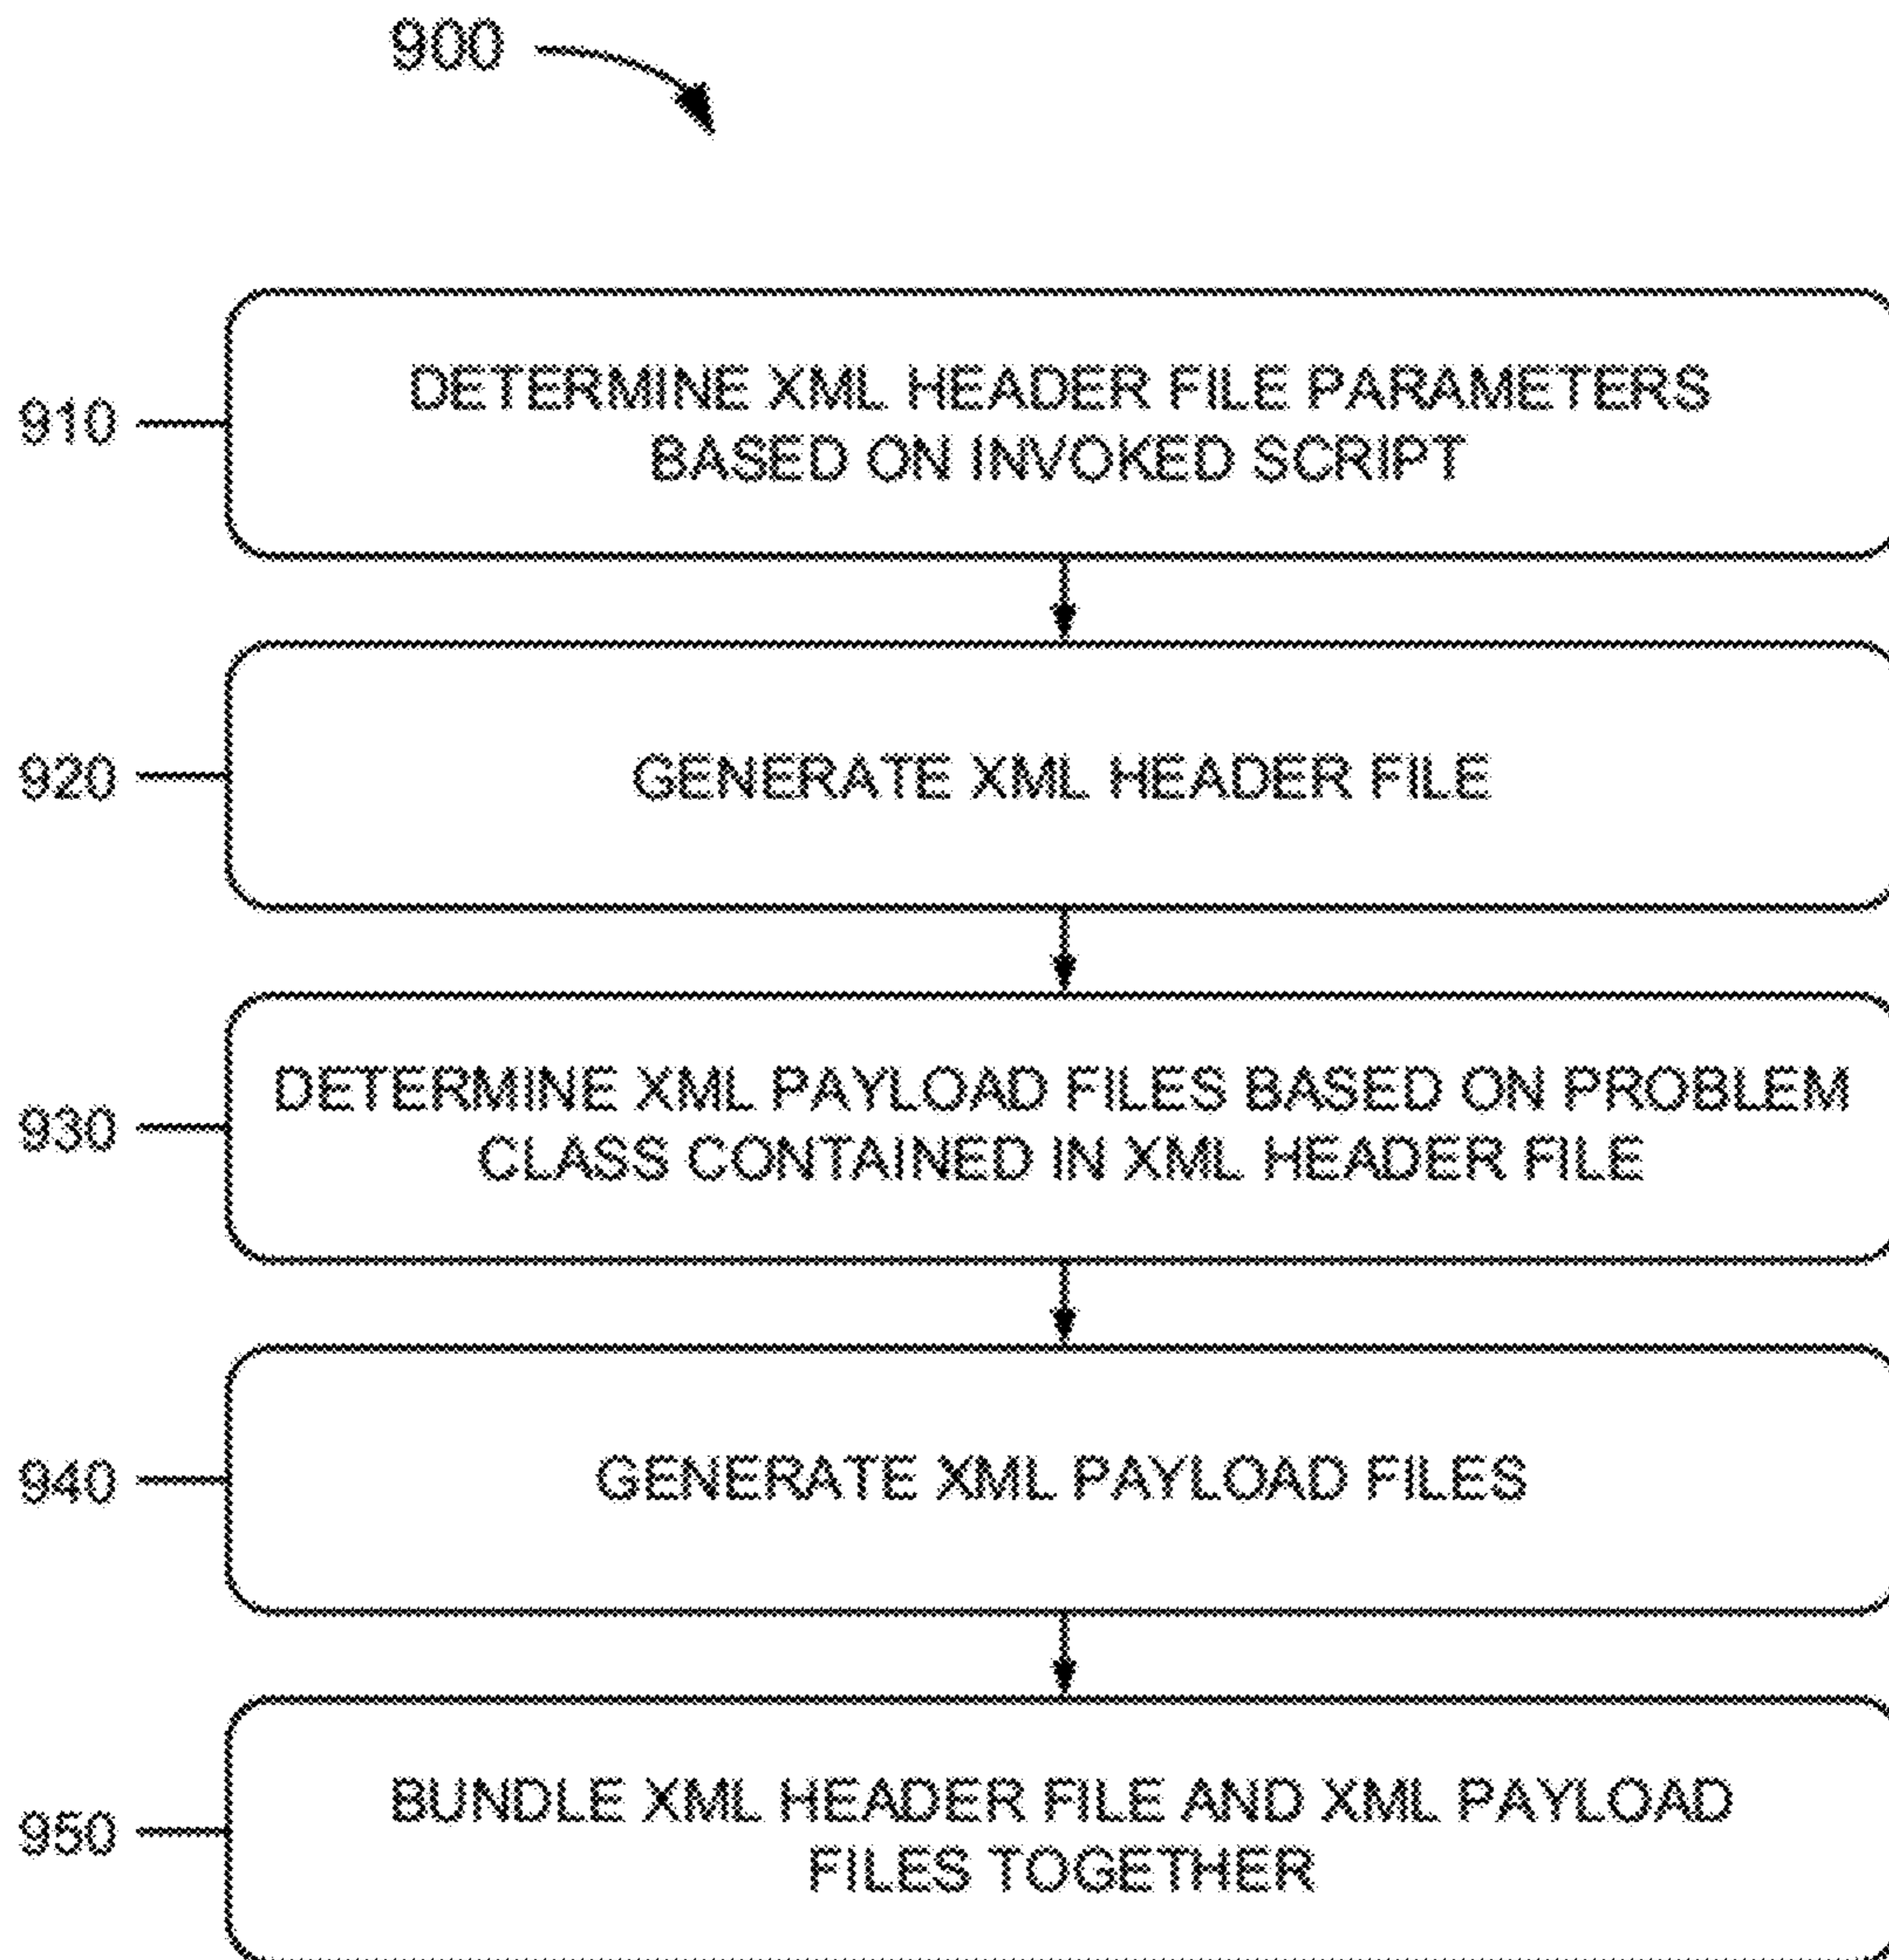 900
910
DETERMINE XML HEADER FILE PARAMETERS
BASED ON INVOKED SCRIPT
920
GENERATE XML HEADER FILE
930
DETERMINE XML PAYLOAD FILES BASED ON PROBLEM
CLASS CONTAINED IN XML HEADER FILE
940
GENERATE XML PAYLOAD FILES
950
BUNDLE XML HEADER FILE AND XML PAYLOAD
FILES TOGETHER